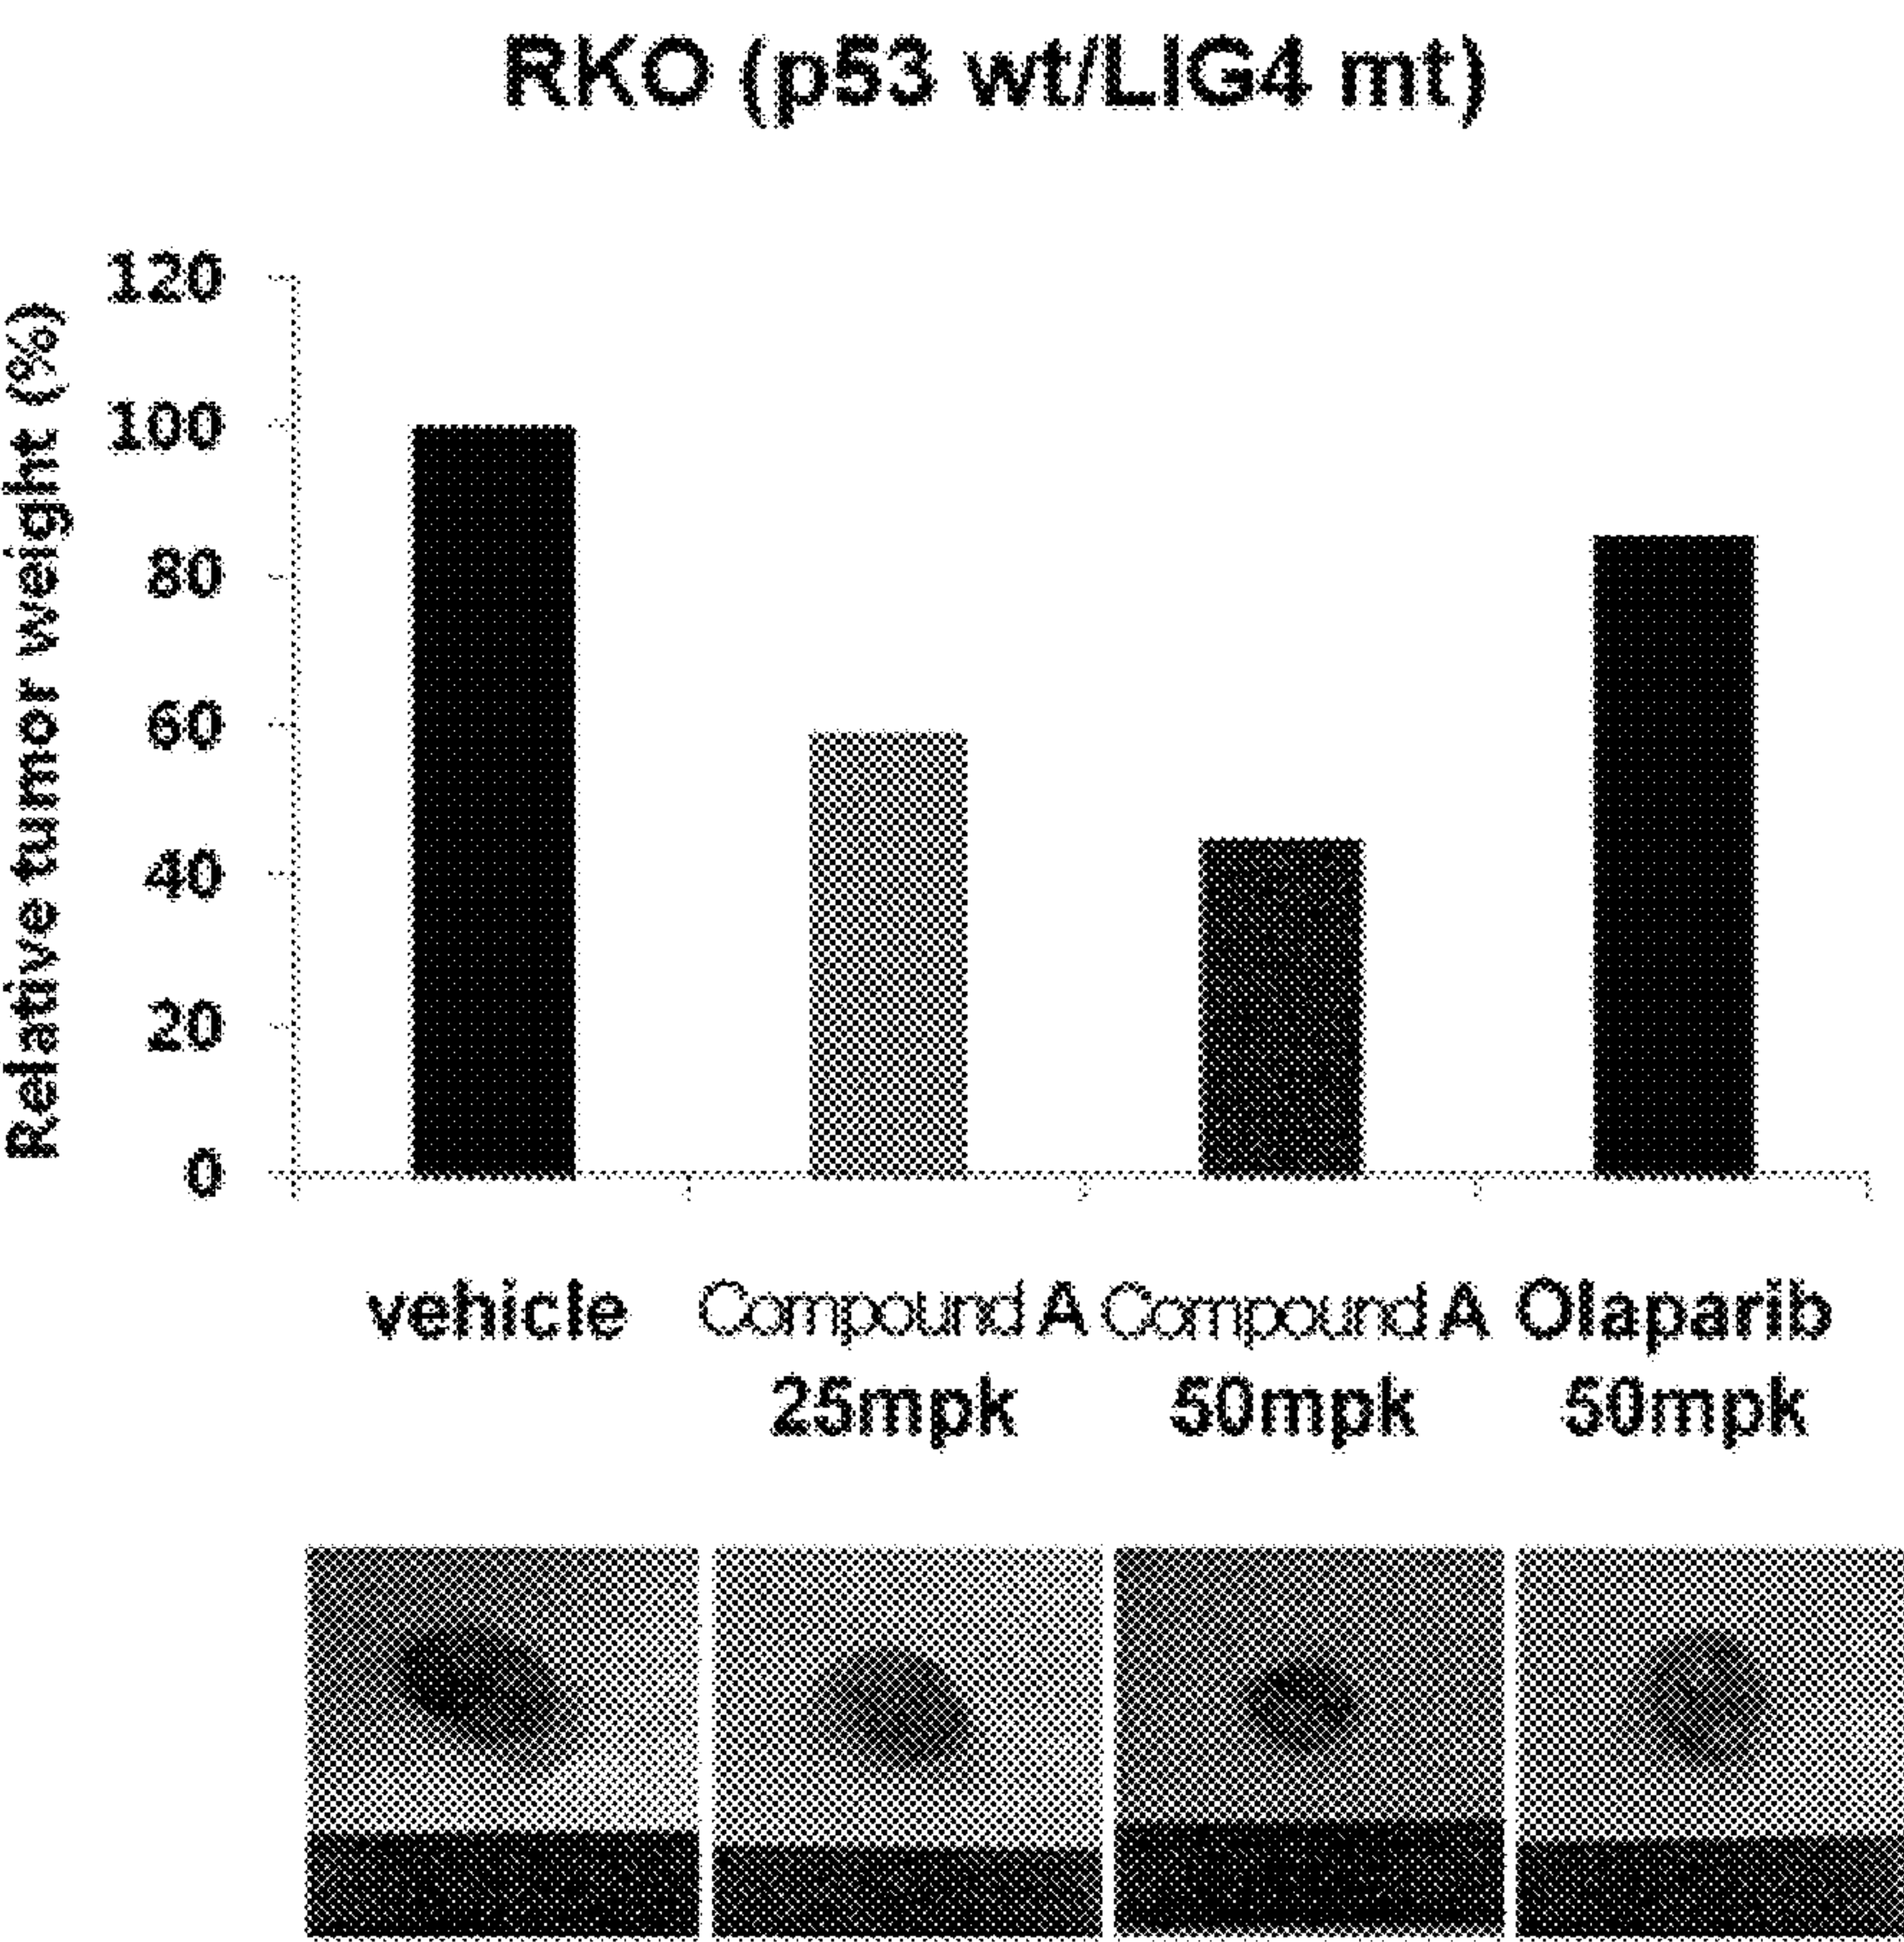 RKO (p53 wt/LIG4 mt)
Relative tumor weight (%)
120
100
80
60
40
20
0
vehicle
Compound A
25mpk
Compound A
50mpk
Olaparib
50mpk